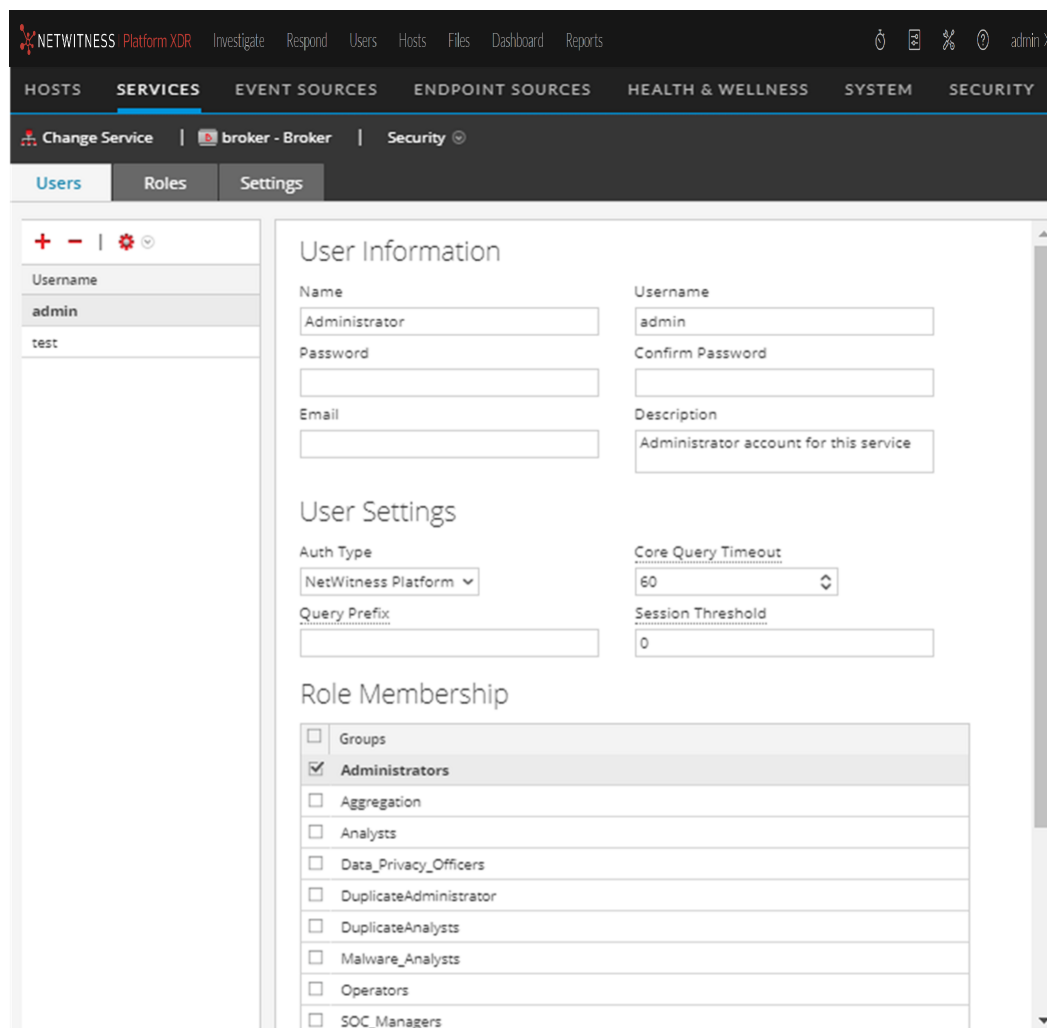 NETWITNESS Platform XDR Investigate Respond Users Hosts Files Dashboard Reports admin
HOSTS SERVICES EVENT SOURCES ENDPOINT SOURCES HEALTH & WELLNESS SYSTEM SECURITY
Change Service | broker - Broker | Security
Users Roles Settings
User Information
Username
Name Username
admin
Administrator admin
test
Password Confirm Password
Email Description
Administrator account for this service
User Settings
Auth Type Core Query Timeout
NetWitness Platform 60
Query Prefix Session Threshold
0
Role Membership
Groups
Administrators
Aggregation
Analysts
Data_Privacy_Officers
DuplicateAdministrator
DuplicateAnalysts
Malware_Analysts
Operators
SOC_Managers